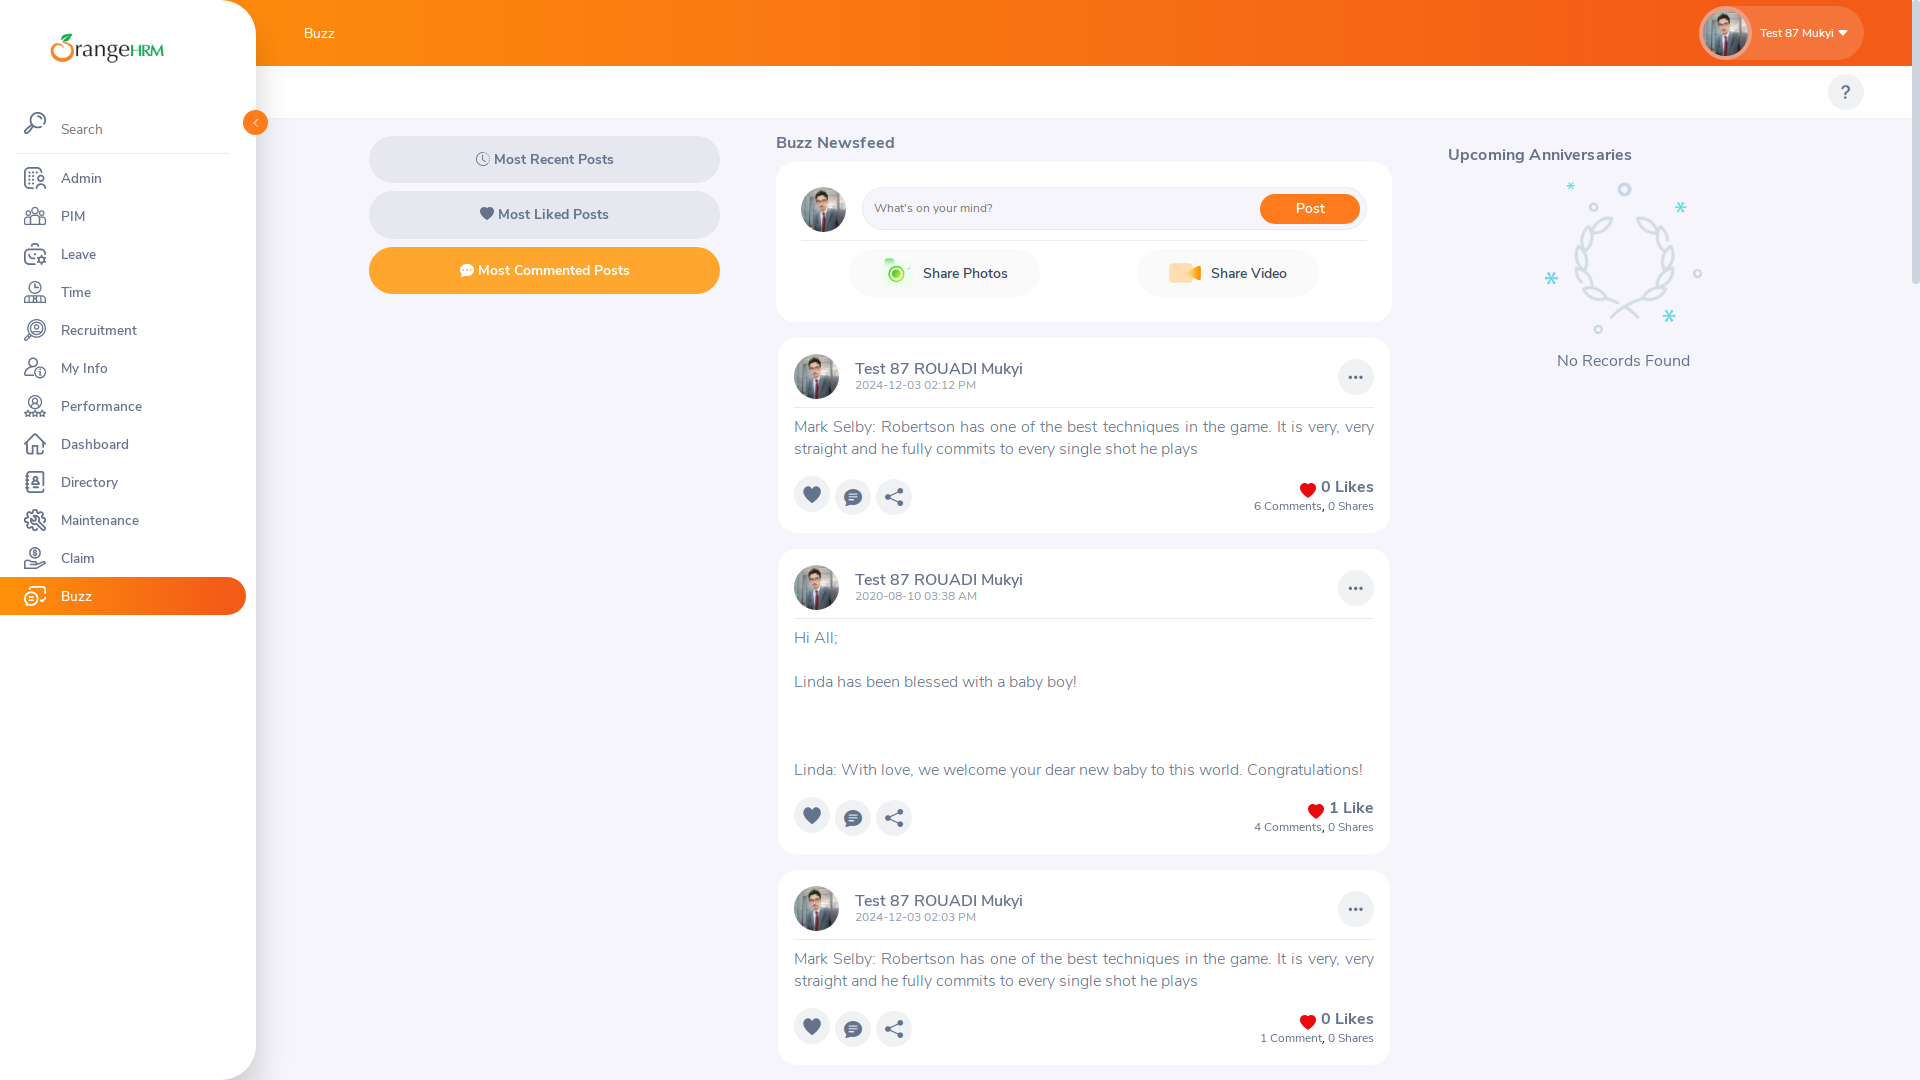 OrangeHRM
Search
Admin
PIM
Leave
Time
Recruitment
My Info
Performance
Dashboard
Directory
Maintenance
Claim
Buzz
Buzz
Test 87 Mukyi
?
Most Recent Posts
Most Liked Posts
Most Commented Posts
Buzz Newsfeed
What's on your mind?
Post
Share Photos
Share Video
Test 87 ROUADI Mukyi
2024-12-03 02:12 PM
Mark Selby: Robertson has one of the best techniques in the game. It is very, very
straight and he fully commits to every single shot he plays
0 Likes
6 Comments, 0 Shares
Test 87 ROUADI Mukyi
2020-08-10 03:38 AM
Hi All;
Linda has been blessed with a baby boy!
Linda: With love, we welcome your dear new baby to this world. Congratulations!
1 Like
4 Comments, 0 Shares
Test 87 ROUADI Mukyi
2024-12-03 02:03 PM
Mark Selby: Robertson has one of the best techniques in the game. It is very, very
straight and he fully commits to every single shot he plays
0 Likes
1 Comment, 0 Shares
Upcoming Anniversaries
No Records Found